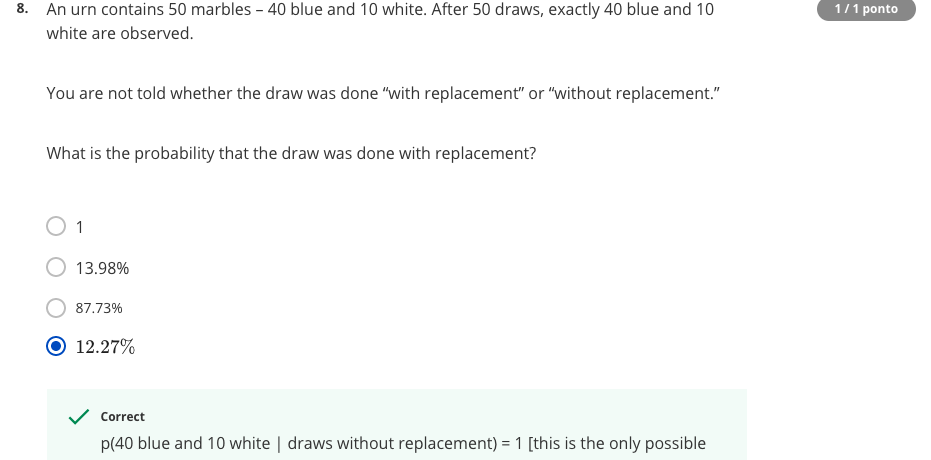 8. An urn contains 50 marbles – 40 blue and 10 white. After 50 draws, exactly 40 blue and 10
1 / 1 ponto
white are observed.
You are not told whether the draw was done “with replacement” or “without replacement.”
What is the probability that the draw was done with replacement?
1
13.98%
87.73%
12.27%
Correct
p(40 blue and 10 white | draws without replacement) = 1 [this is the only possible